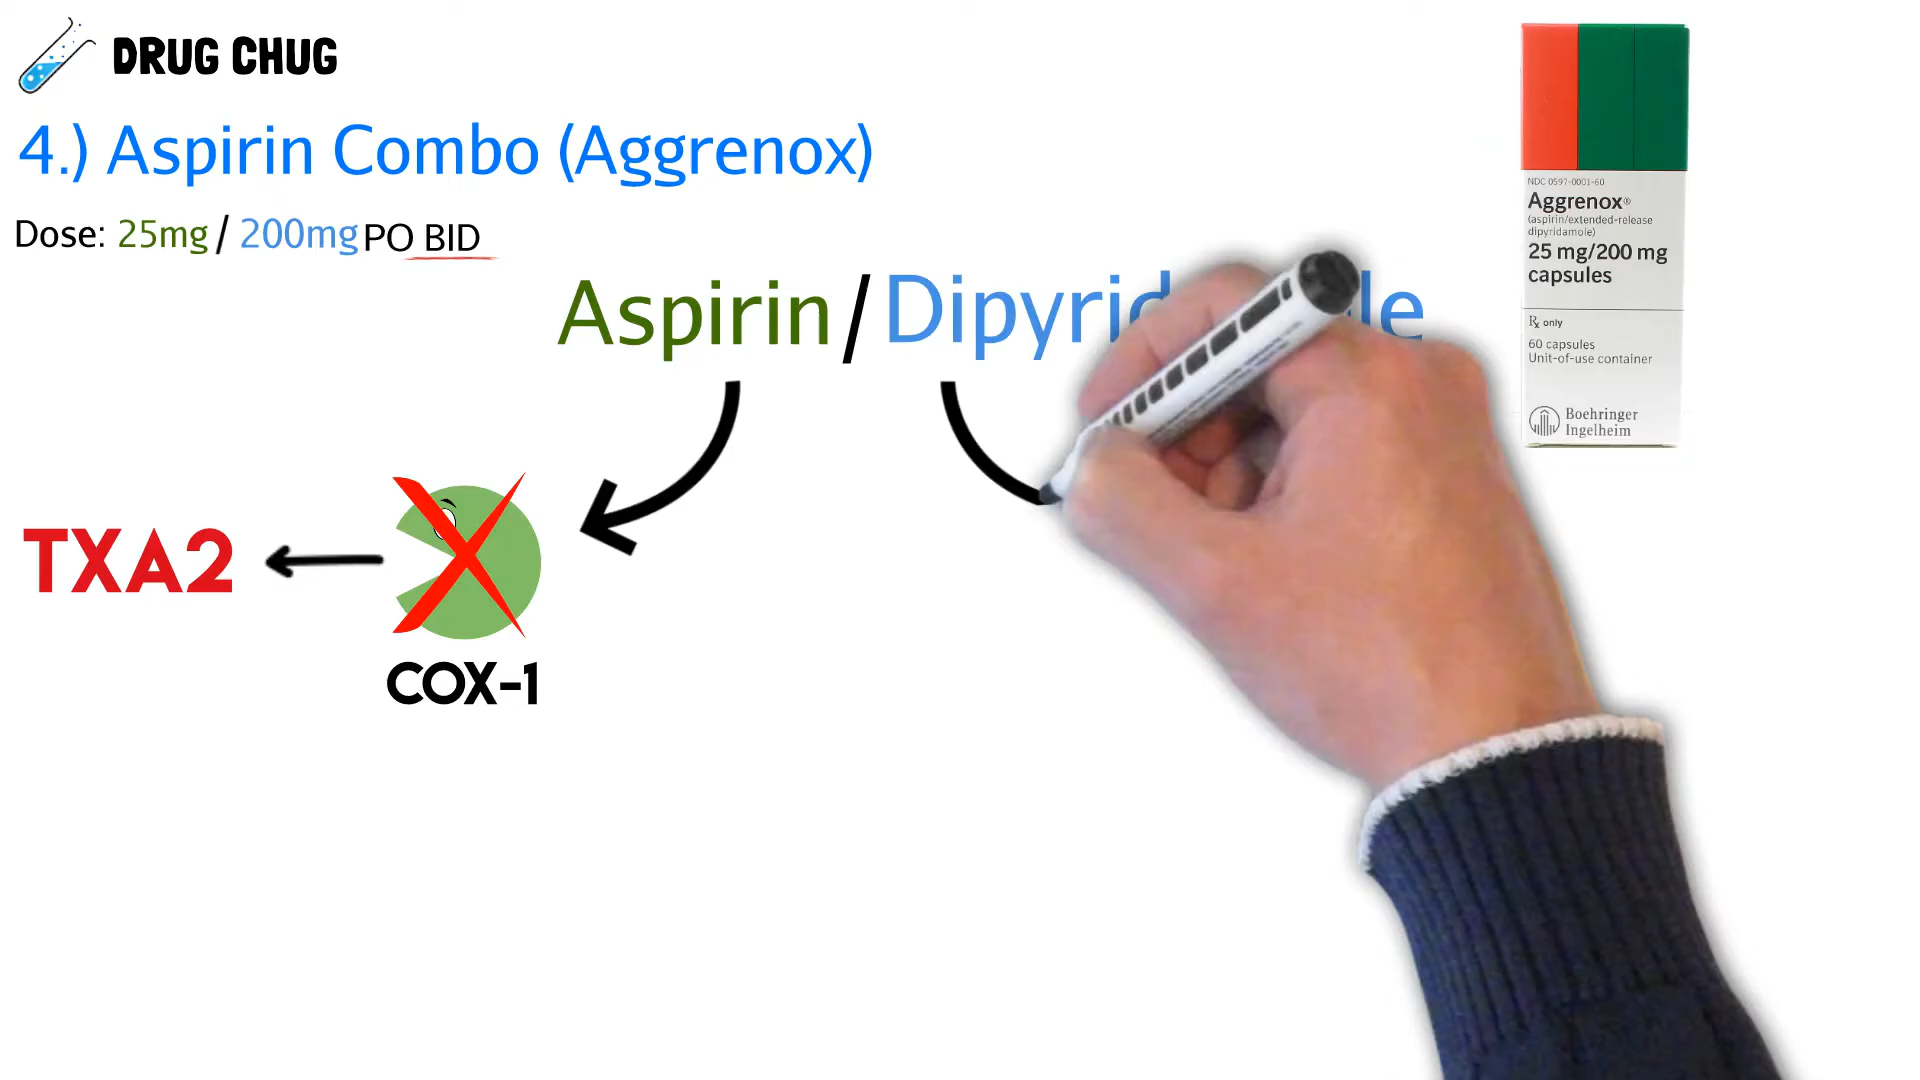 DRUG CHUG
4.) Aspirin Combo (Aggrenox)
Dose: 25mg / 200mg PO BID
Aspirin / Dipyrid le
TXA2
COX-1
NDC 0597-0001-60
Aggrenox®
(aspirin/extended-release
dipyridamole)
25 mg/200 mg
capsules
Rx only
60 capsules
Unit-of-use container
Boehringer
Ingelheim